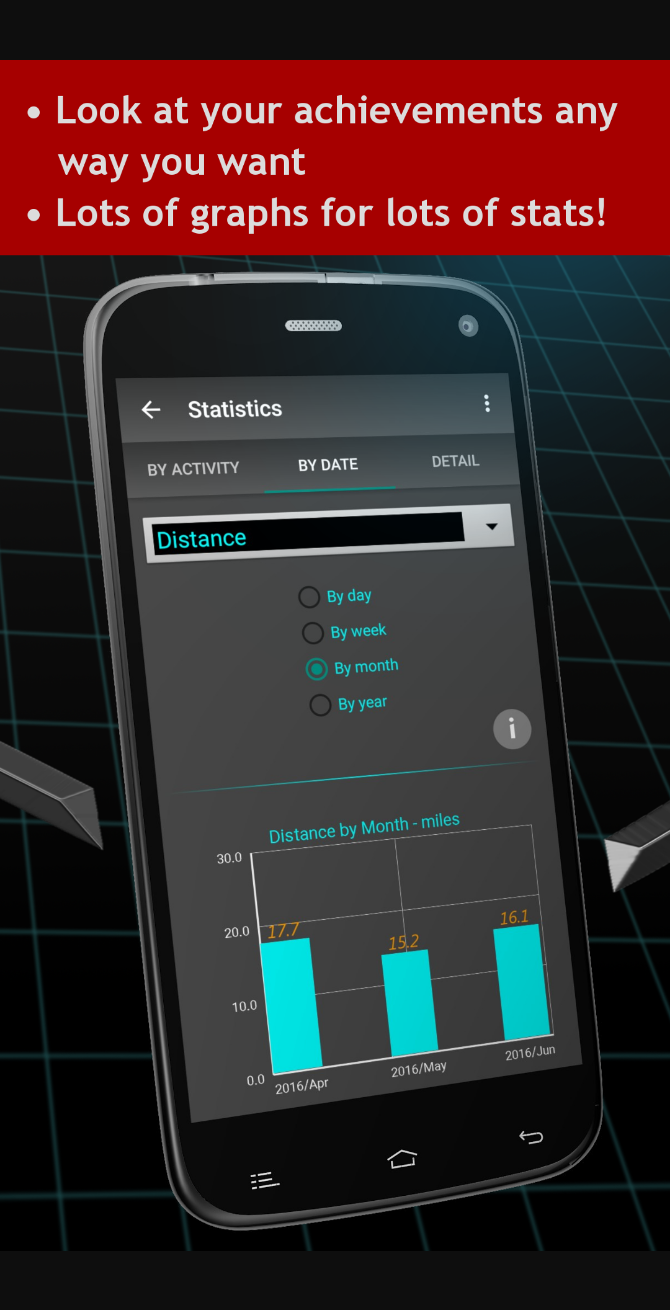 • Look at your achievements any
way you want
• Lots of graphs for lots of stats!
Statistics
BY ACTIVITY BY DATE DETAIL
Distance
By day
By week
By month
By year
i
Distance by Month - miles
30.0
20.0
10.0
0.0
17.7 15.2 16.1
2016/Apr 2016/May 2016/Jun